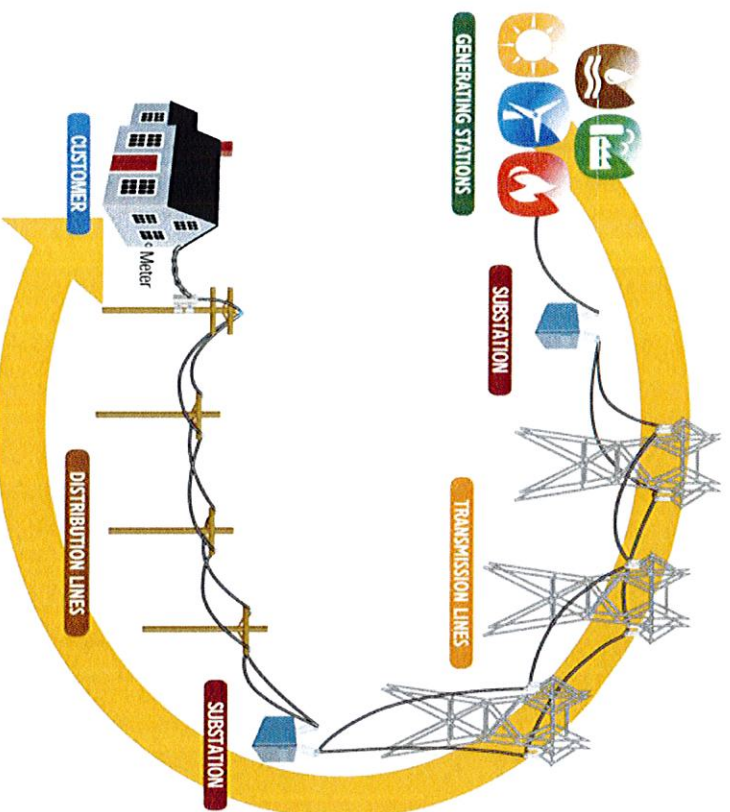 GENERATING STATIONS
SUBSTATION
TRANSMISSION LINES
SUBSTATION
DISTRIBUTION LINES
Meter
CUSTOMER